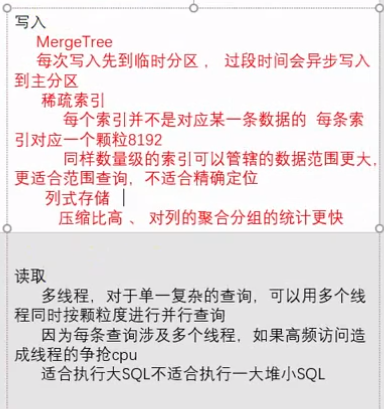 写入
MergeTree
每次写入先到临时分区 ， 过段时间会异步写入
到主分区
稀疏索引
每个索引并不是对应某一条数据的 每条索
引对应一个颗粒8192
同样数量级的索引可以管辖的数据范围更大，
更适合范围查询，不适合精确定位
列式存储
压缩比高 、 对列的聚合分组的统计更快
读取
多线程，对于单一复杂的查询，可以用多个线
程同时按颗粒度进行并行查询
因为每条查询涉及多个线程，如果高频访问造
成线程的争抢cpu
适合执行大SQL不适合执行一大堆小SQL